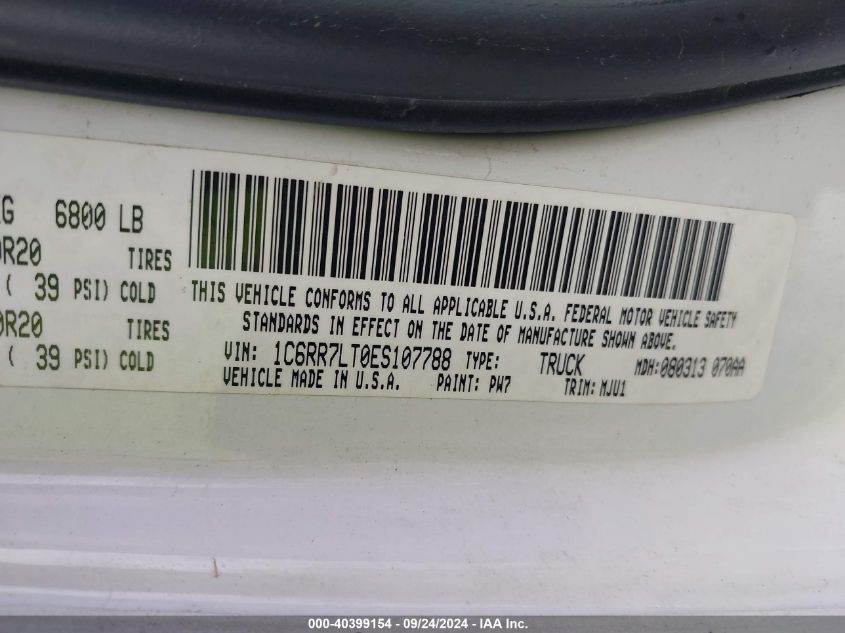 G 6800 LB
0R20 TIRES
( 39 PSI) COLD
0R20 TIRES
( 39 PSI) COLD
THIS VEHICLE CONFORMS TO ALL APPLICABLE U.S.A. FEDERAL MOTOR VEHICLE SAFETY
STANDARDS IN EFFECT ON THE DATE OF MANUFACTURE SHOWN ABOVE.
VIN: 1C6RR7LT0ES107788 TYPE: TRUCK MDH:080313 070AA
VEHICLE MADE IN U.S.A. PAINT: PW7 TRIM: MJU1
000-40399154 - 09/24/2024 - IAA Inc.